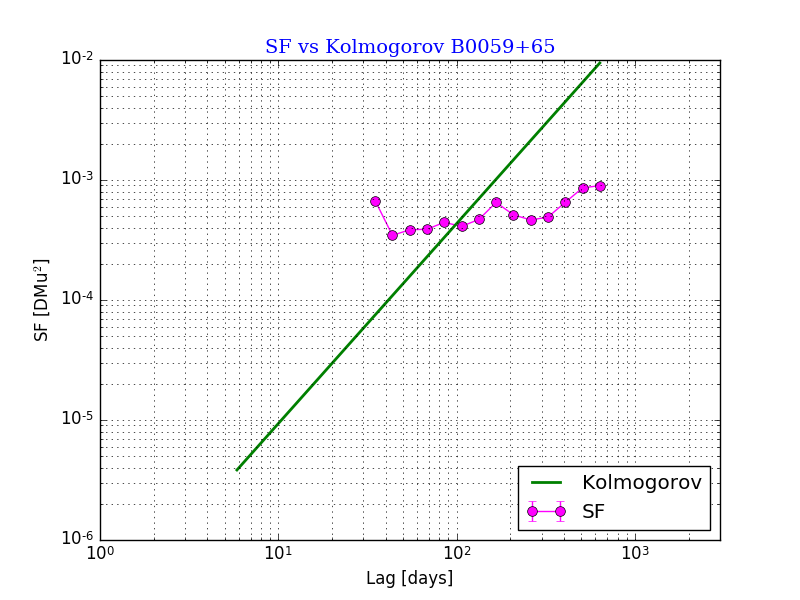 SF vs Kolmogorov B0059+65
10⁻²
10⁻³
10⁻⁴
10⁻⁵
10⁻⁶
SF [DMu²]
10⁰ 10¹ 10² 10³
Lag [days]
Kolmogorov
SF